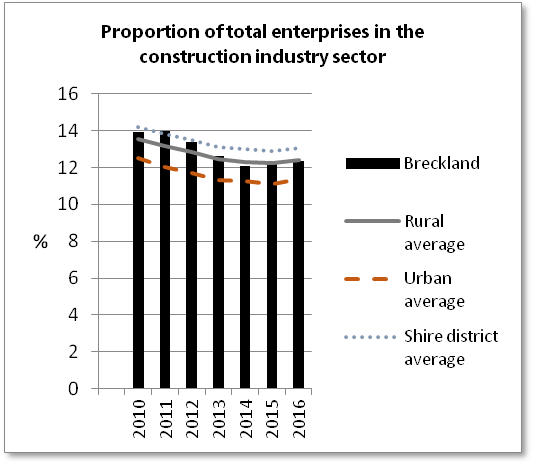 Proportion of total enterprises in the
construction industry sector
16
14
12
10
%
8
6
4
2
0
2010
2011
2012
2013
2014
2015
2016
Breckland
Rural
average
Urban
average
Shire district
average